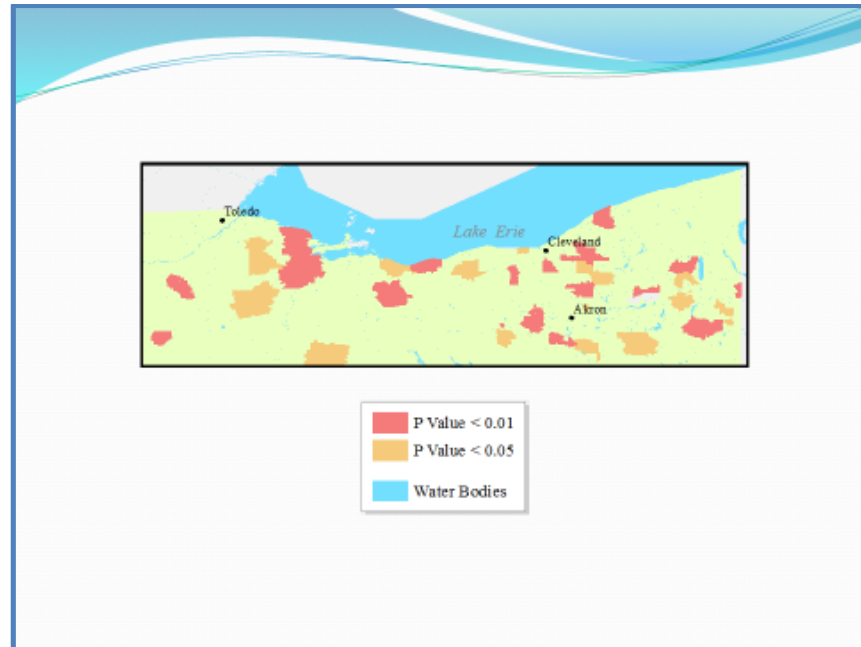 Toledo
Lake Erie
Cleveland
Akron
P Value < 0.01
P Value < 0.05
Water Bodies